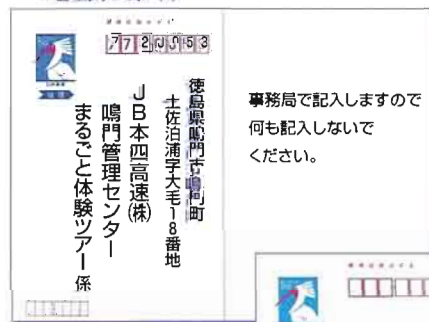 徳島県鳴門市鳴門町
土佐泊浦字大毛18番地
JB本四高速(株)
鳴門管理センター
まるごと体験ツアー係
事務局で記入しますので
何も記入しないで
ください。